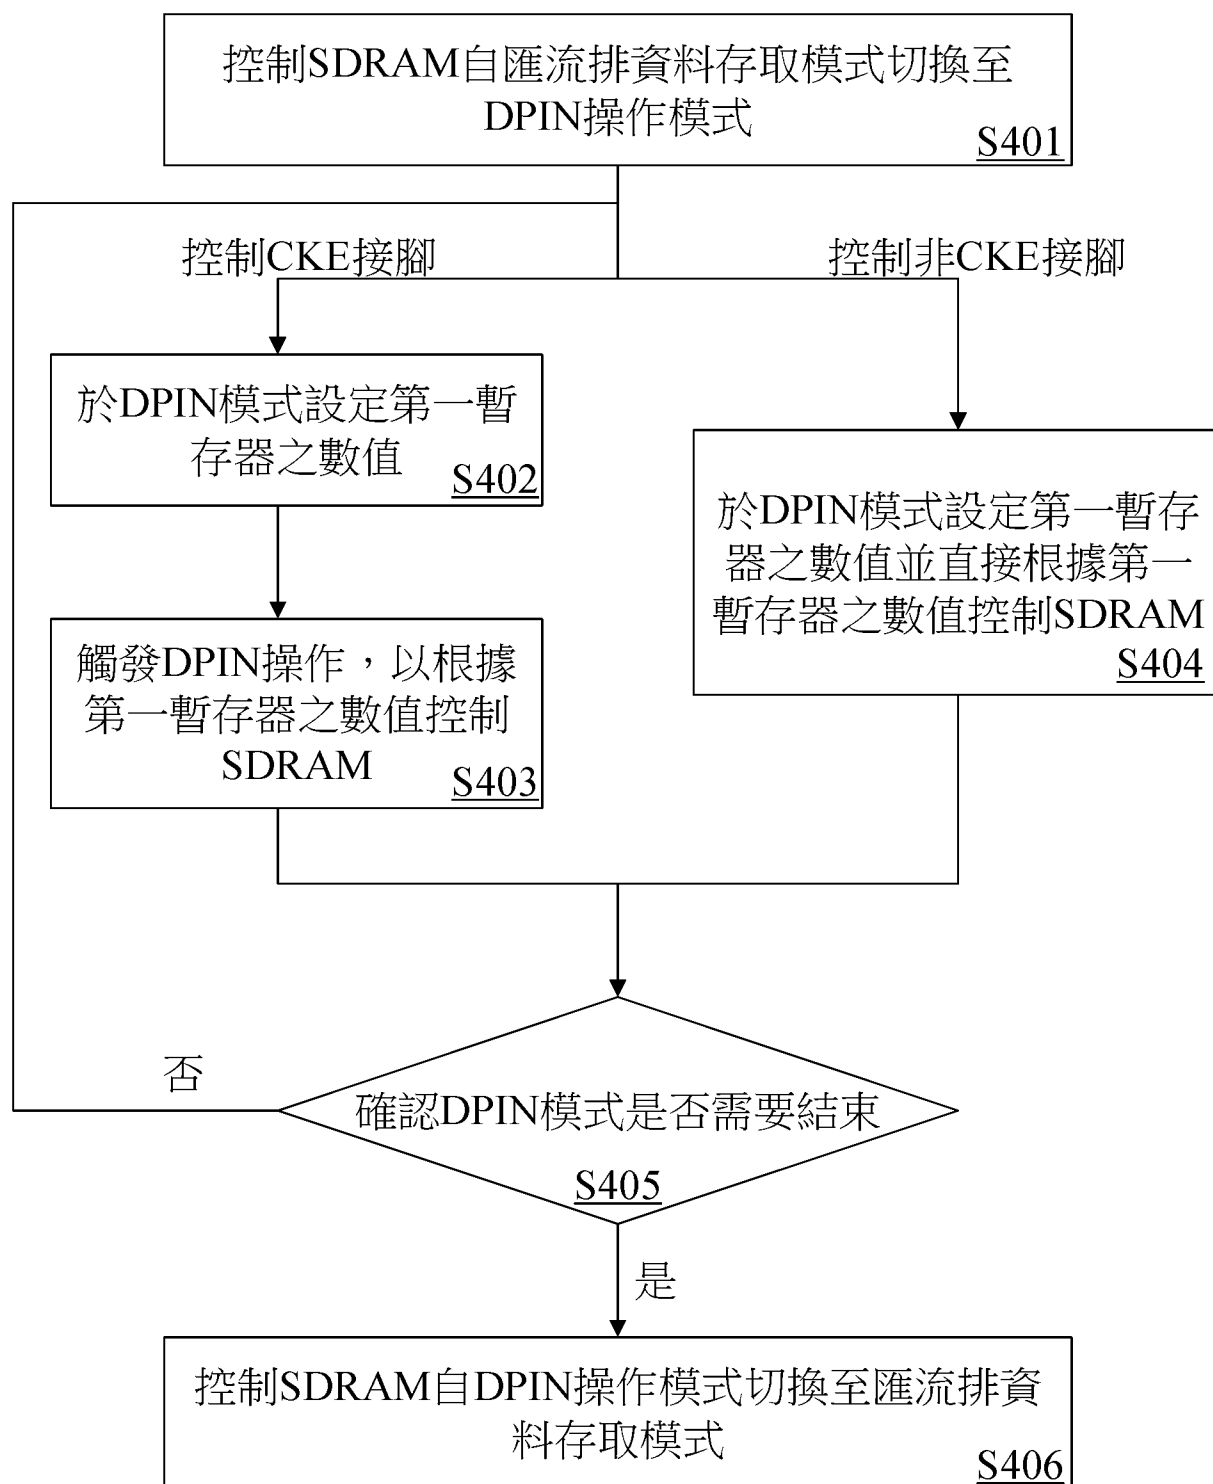 控制SDRAM自匯流排資料存取模式切換至
DPIN操作模式
S401
控制CKE接腳
控制非CKE接腳
於DPIN模式設定第一暫
存器之數值
S402
於DPIN模式設定第一暫存
器之數值並直接根據第一
暫存器之數值控制SDRAM
S404
觸發DPIN操作，以根據
第一暫存器之數值控制
SDRAM
S403
否
確認DPIN模式是否需要結束
S405
是
控制SDRAM自DPIN操作模式切換至匯流排資
料存取模式
S406